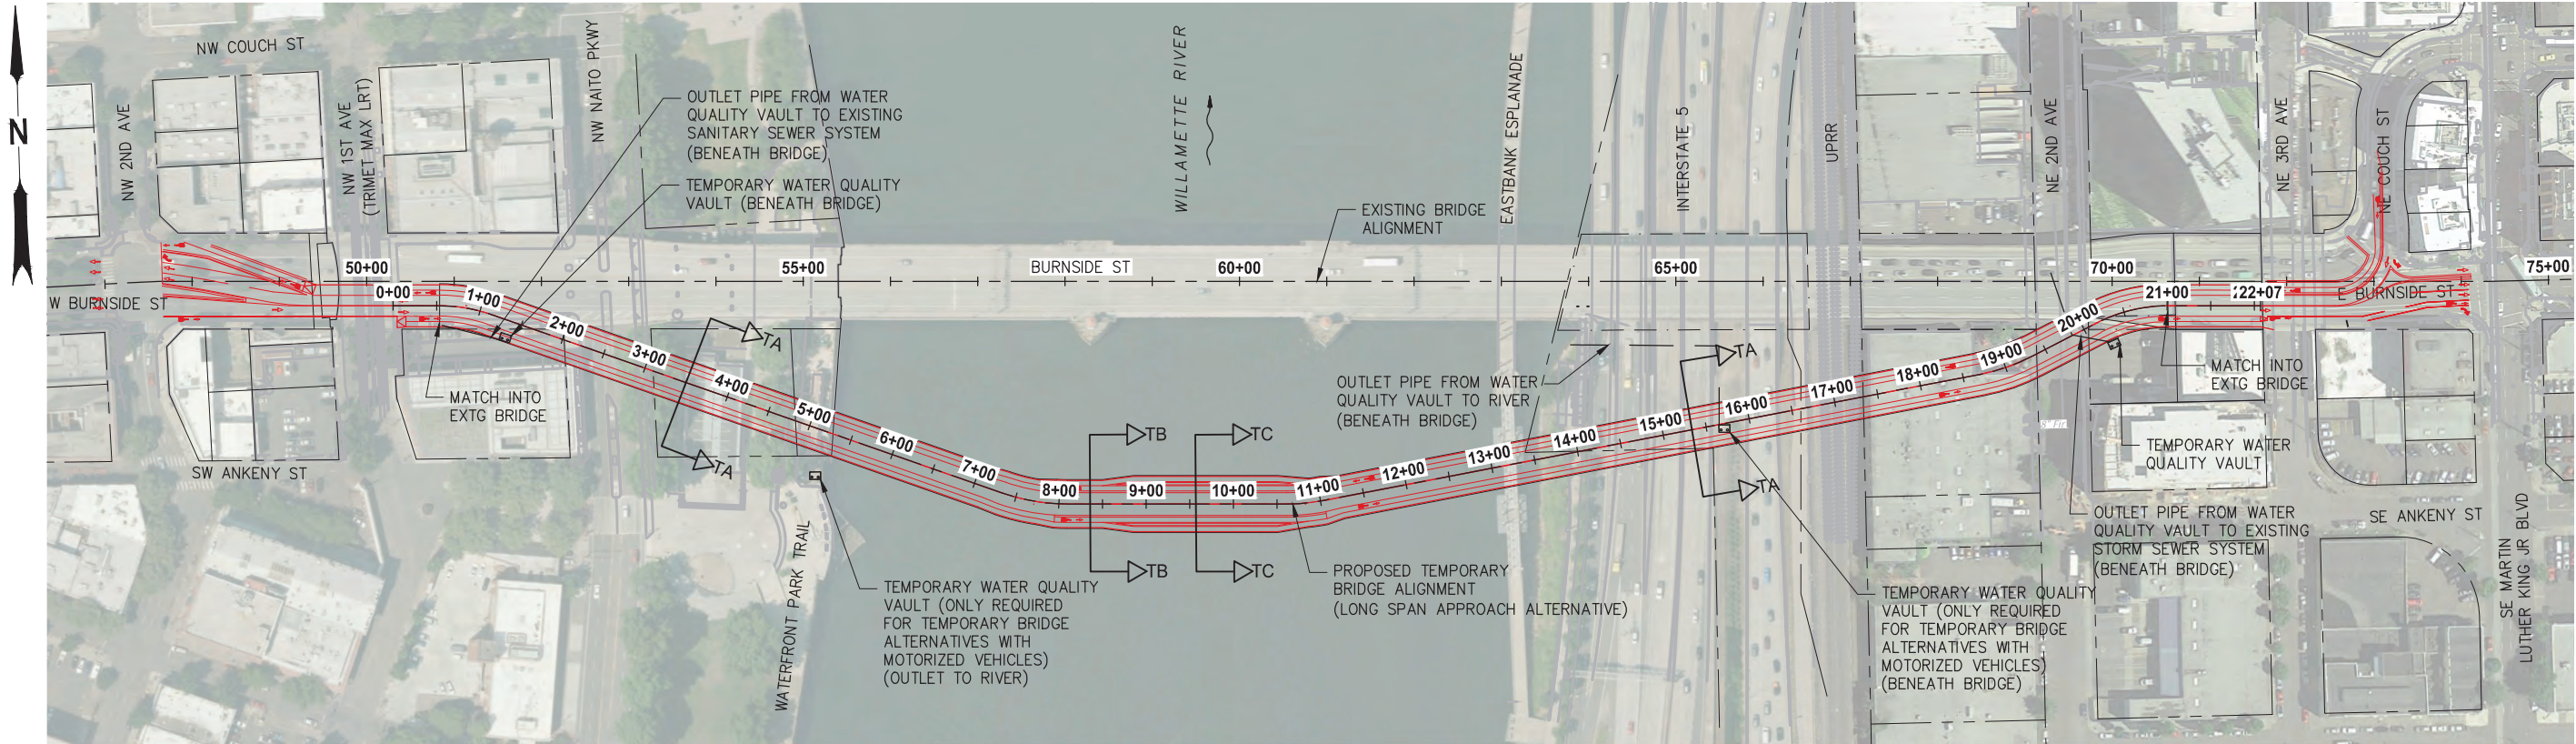 N
NW COUCH ST
NW 2ND AVE
NW 1ST AVE
(TRIMET MAX LRT)
NW NAITO PKWY
OUTLET PIPE FROM WATER
QUALITY VAULT TO EXISTING
SANITARY SEWER SYSTEM
(BENEATH BRIDGE)
TEMPORARY WATER QUALITY
VAULT (BENEATH BRIDGE)
WILLAMETTE RIVER
EXISTING BRIDGE
ALIGNMENT
EASTBANK ESPLANADE
INTERSTATE 5
UPRR
NE 2ND AVE
NE 3RD AVE
NE COUCH ST
50+00
55+00
BURNSIDE ST
60+00
65+00
70+00
75+00
W BURNSIDE ST
E BURNSIDE ST
0+00
1+00
2+00
3+00
4+00
5+00
6+00
7+00
8+00
9+00
10+00
11+00
12+00
13+00
14+00
15+00
16+00
17+00
18+00
19+00
20+00
21+00
22+07
TA
TA
TB
TB
TC
TC
TA
TA
MATCH INTO
EXTG BRIDGE
SW ANKENY ST
WATERFRONT PARK TRAIL
TEMPORARY WATER QUALITY
VAULT (ONLY REQUIRED
FOR TEMPORARY BRIDGE
ALTERNATIVES WITH
MOTORIZED VEHICLES)
(OUTLET TO RIVER)
OUTLET PIPE FROM WATER
QUALITY VAULT TO RIVER
(BENEATH BRIDGE)
PROPOSED TEMPORARY
BRIDGE ALIGNMENT
(LONG SPAN APPROACH ALTERNATIVE)
TEMPORARY WATER QUALITY
VAULT (ONLY REQUIRED
FOR TEMPORARY BRIDGE
ALTERNATIVES WITH
MOTORIZED VEHICLES)
(BENEATH BRIDGE)
MATCH INTO
EXTG BRIDGE
TEMPORARY WATER
QUALITY VAULT
OUTLET PIPE FROM WATER
QUALITY VAULT TO EXISTING
STORM SEWER SYSTEM
(BENEATH BRIDGE)
SE ANKENY ST
SE MARTIN
LUTHER KING JR BLVD